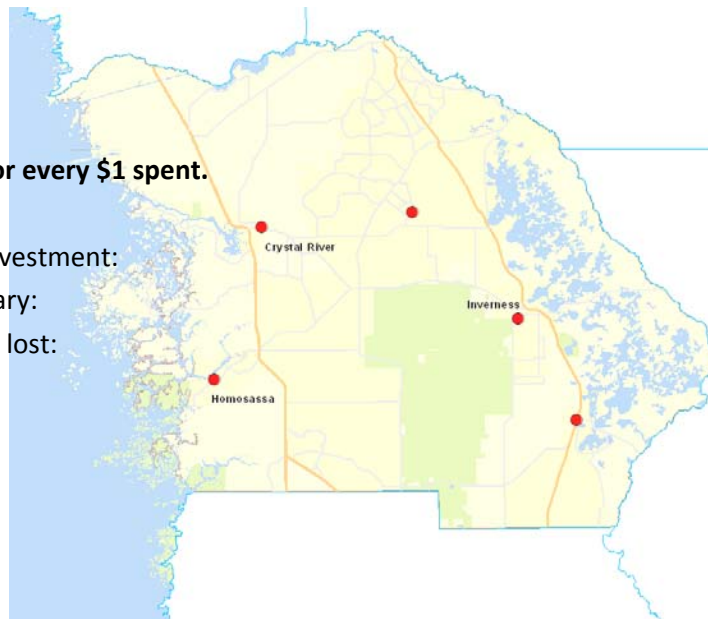 or every $1 spent.
Crystal River
vestment:
Inverness
ary:
lost:
Homosassa